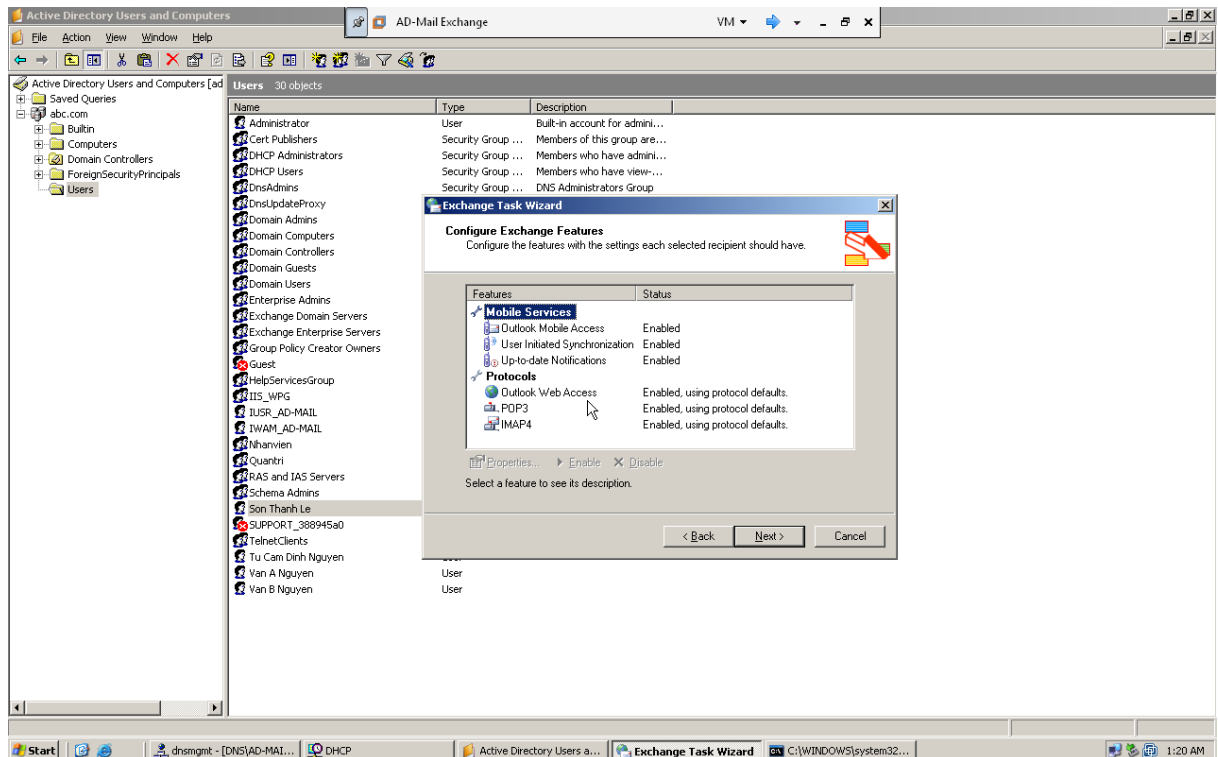 Active Directory Users and Computers
AD-Mail Exchange
VM
File Action View Window Help
Active Directory Users and Computers [ad
Saved Queries
abc.com
Builtin
Computers
Domain Controllers
ForeignSecurityPrincipals
Users
Users 30 objects
Name Type Description
Administrator User Built-in account for admini...
Cert Publishers Security Group ... Members of this group are...
DHCP Administrators Security Group ... Members who have admini...
DHCP Users Security Group ... Members who have view-...
DnsAdmins Security Group ... DNS Administrators Group
DnsUpdateProxy
Domain Admins
Domain Computers
Domain Controllers
Domain Guests
Domain Users
Enterprise Admins
Exchange Domain Servers
Exchange Enterprise Servers
Group Policy Creator Owners
Guest
HelpServicesGroup
IIS_WPG
IUSR_AD-MAIL
IWAM_AD-MAIL
Nhanvien
Quantri
RAS and IAS Servers
Schema Admins
Son Thanh Le
SUPPORT_388945a0
TelnetClients
Tu Cam Dinh Nguyen
Van A Nguyen User
Van B Nguyen User
Exchange Task Wizard
Configure Exchange Features
Configure the features with the settings each selected recipient should have.
Features Status
Mobile Services
Outlook Mobile Access Enabled
User Initiated Synchronization Enabled
Up-to-date Notifications Enabled
Protocols
Outlook Web Access Enabled, using protocol defaults.
POP3 Enabled, using protocol defaults.
IMAP4 Enabled, using protocol defaults.
Properties... Enable Disable
Select a feature to see its description.
< Back Next > Cancel
Start dnsmgmt - [DNS\AD-MAI... DHCP Active Directory Users a... Exchange Task Wizard C:\WINDOWS\system32... 1:20 AM